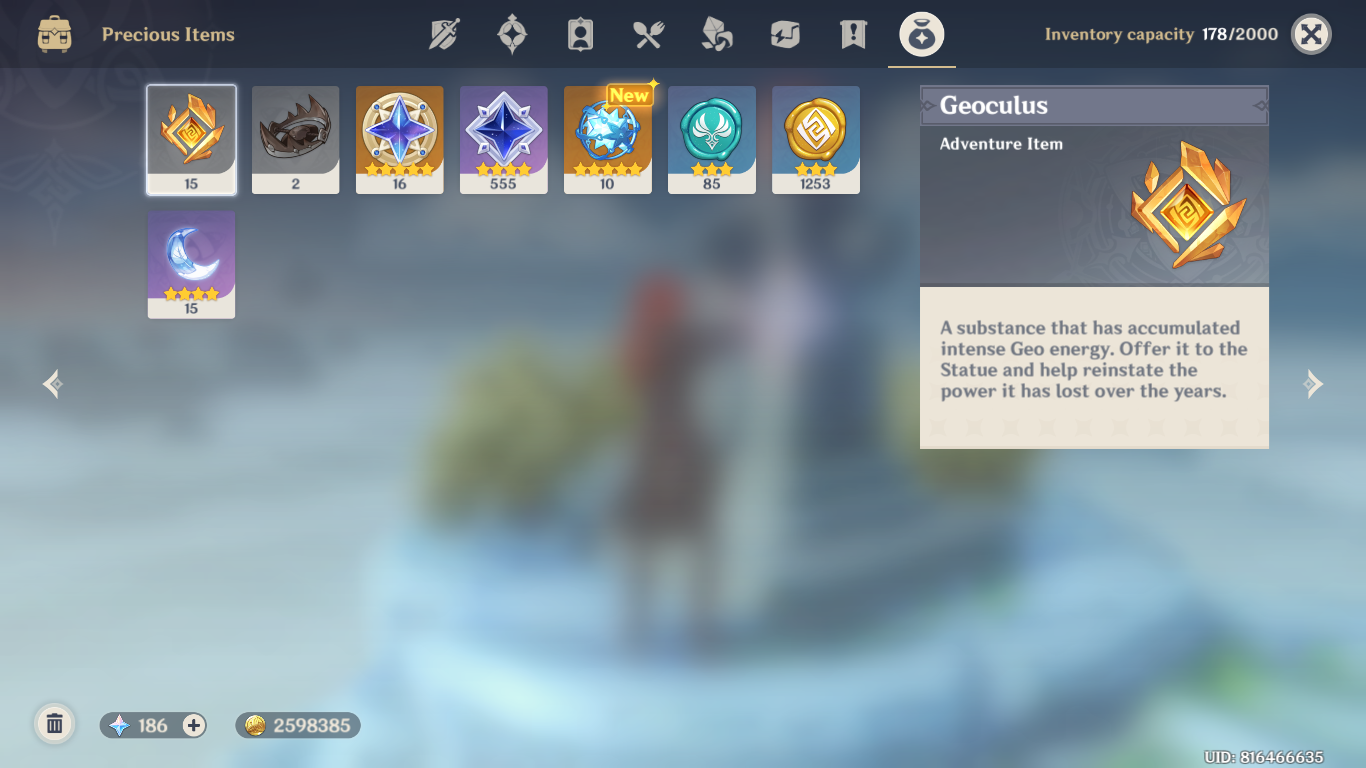 Precious Items
Inventory capacity 178/2000
New
15
2
16
555
10
85
1253
15
Geoculus
Adventure Item
A substance that has accumulated
intense Geo energy. Offer it to the
Statue and help reinstate the
power it has lost over the years.
186
2598385
UID: 816466635